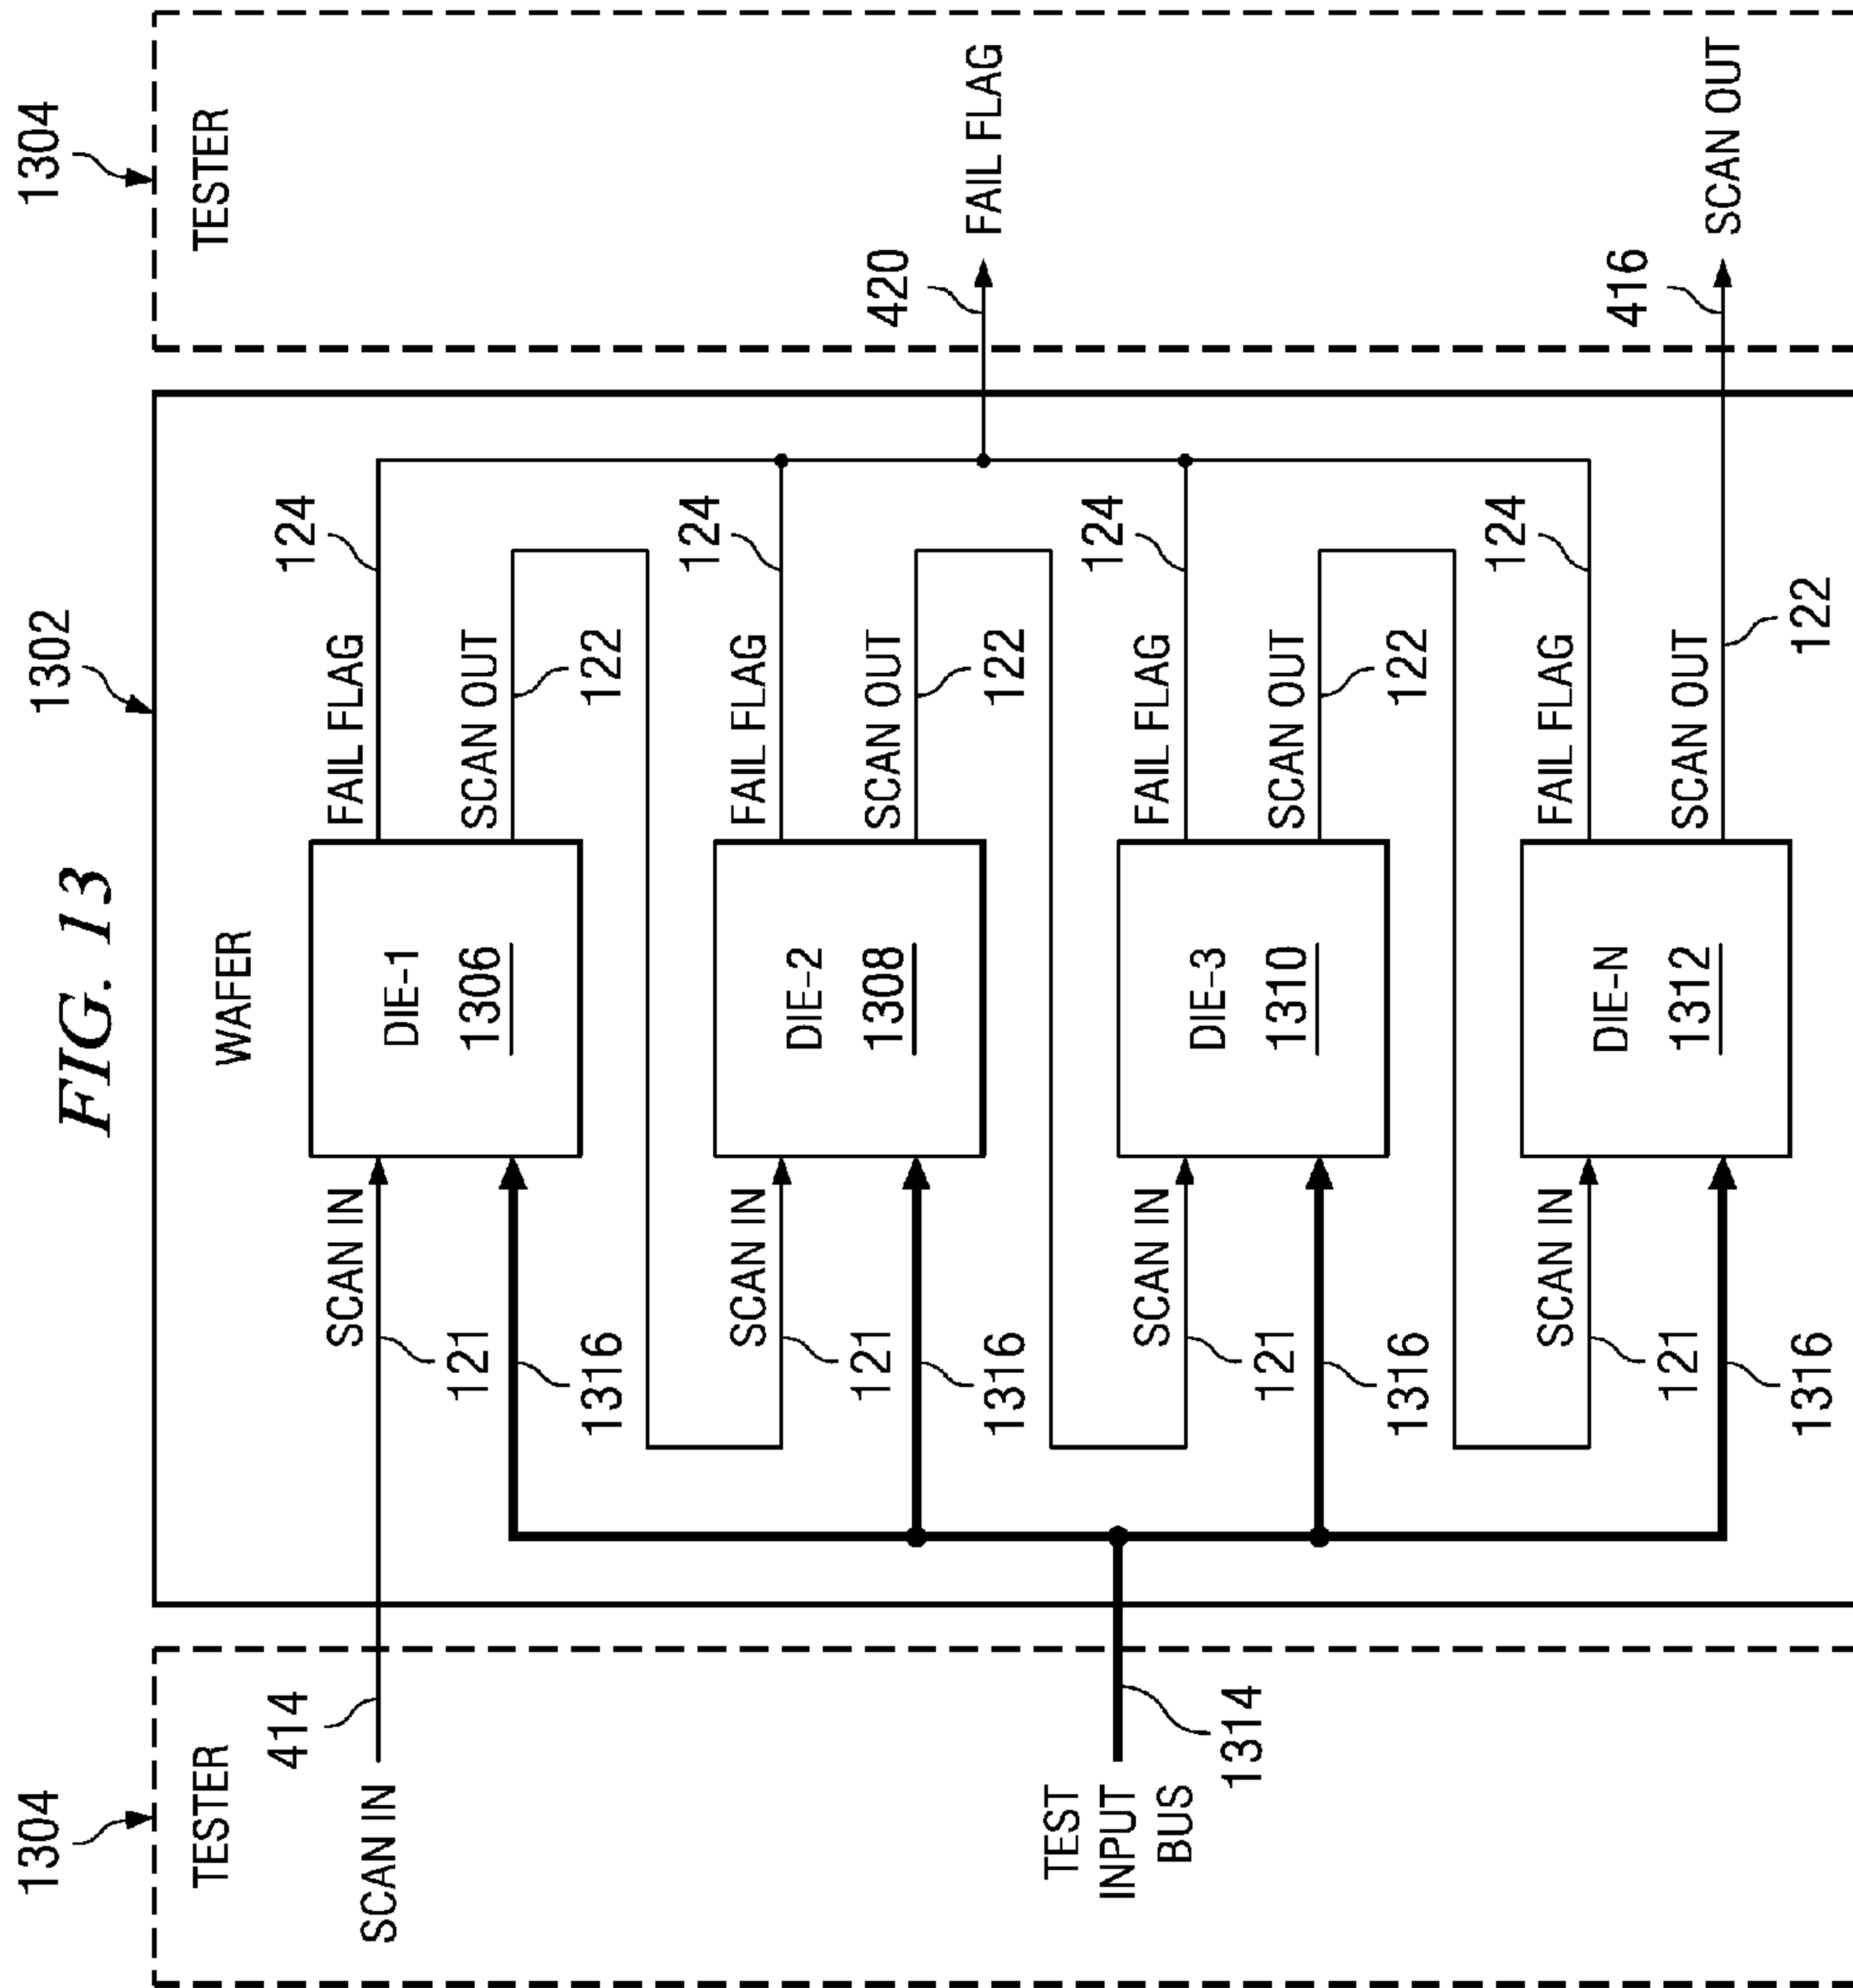 FIG. 13
1304
1302
1304
TESTER
WAFER
TESTER
414
SCAN IN
SCAN IN
121
1316
DIE-1
1306
FAIL FLAG
124
SCAN OUT
122
SCAN IN
121
1316
DIE-2
1308
FAIL FLAG
124
SCAN OUT
122
420
FAIL FLAG
TEST
INPUT
BUS
1314
SCAN IN
121
1316
DIE-3
1310
FAIL FLAG
124
SCAN OUT
122
SCAN IN
121
1316
DIE-N
1312
FAIL FLAG
124
SCAN OUT
122
416
SCAN OUT